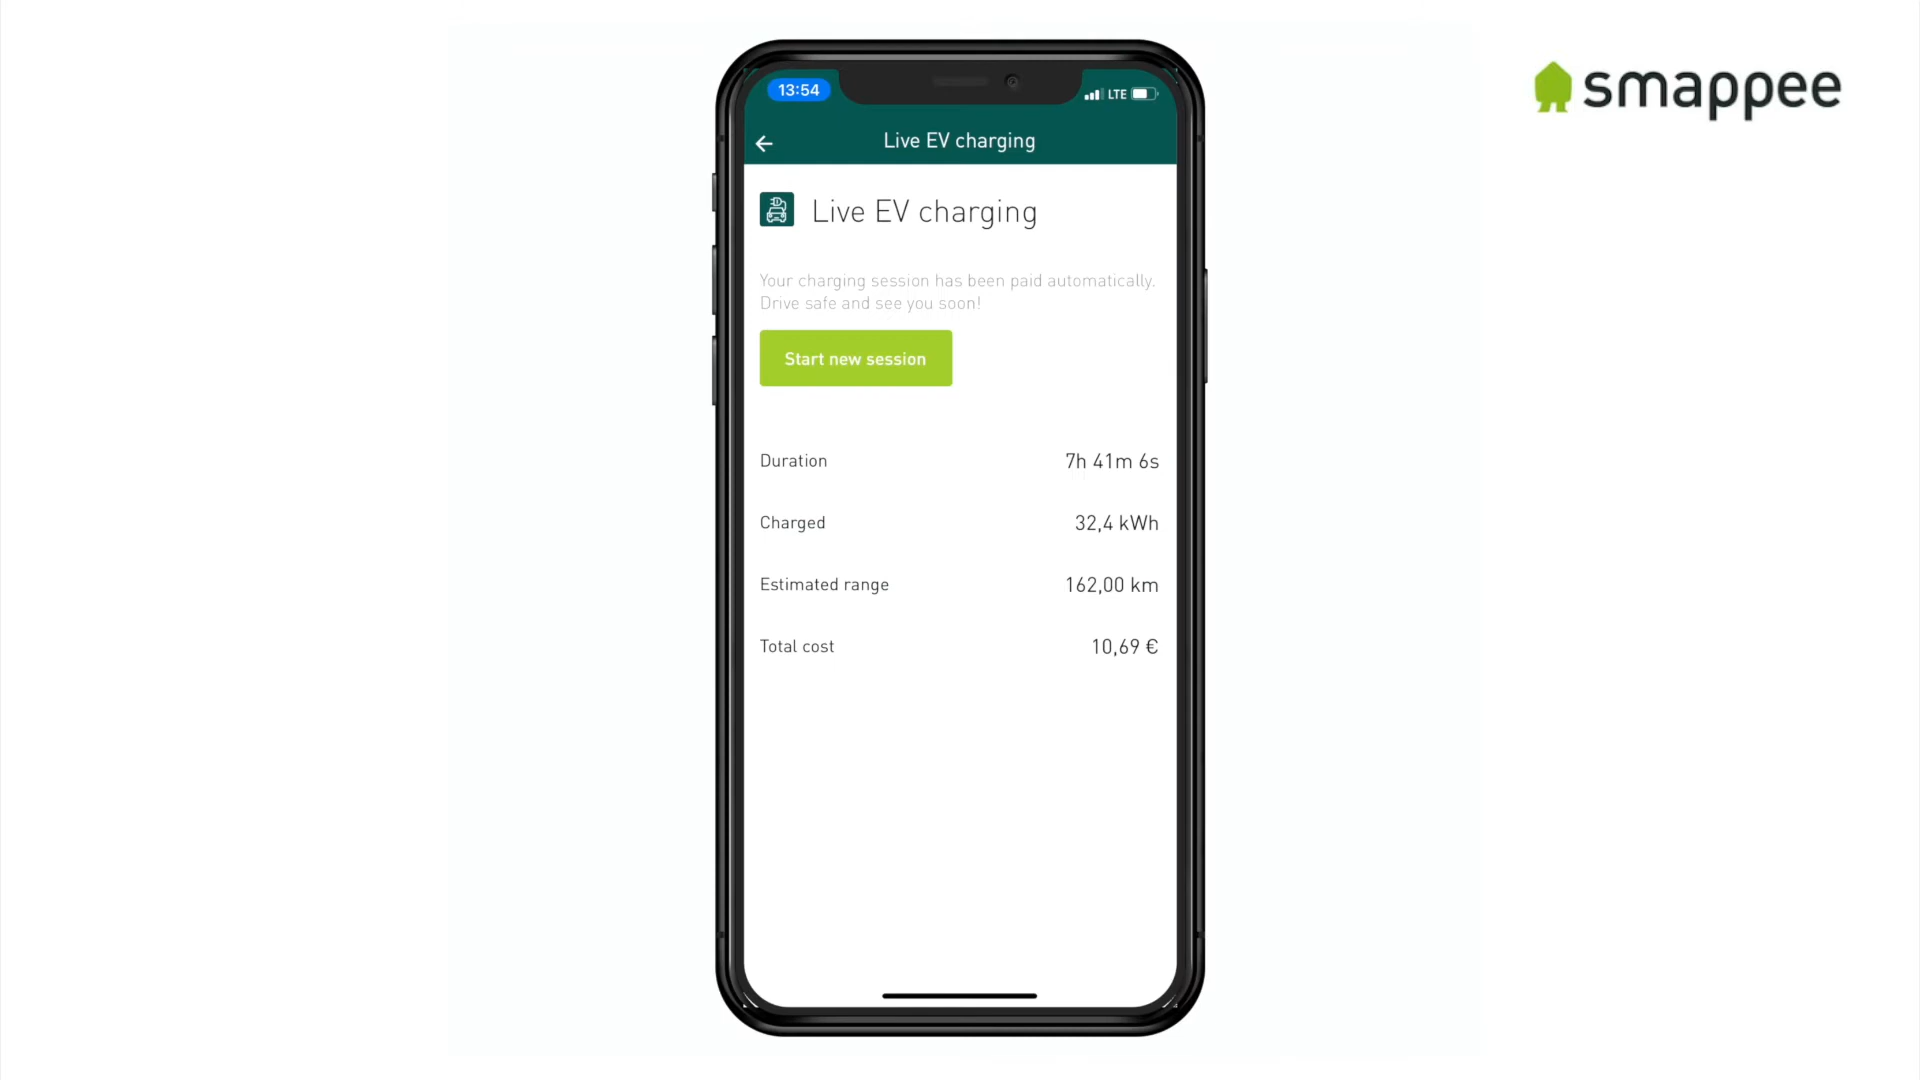 smappee
13:54
LTE
Live EV charging
Live EV charging
Your charging session has been paid automatically.
Drive safe and see you soon!
Start new session
Duration 7h 41m 6s
Charged 32,4 kWh
Estimated range 162,00 km
Total cost 10,69 €